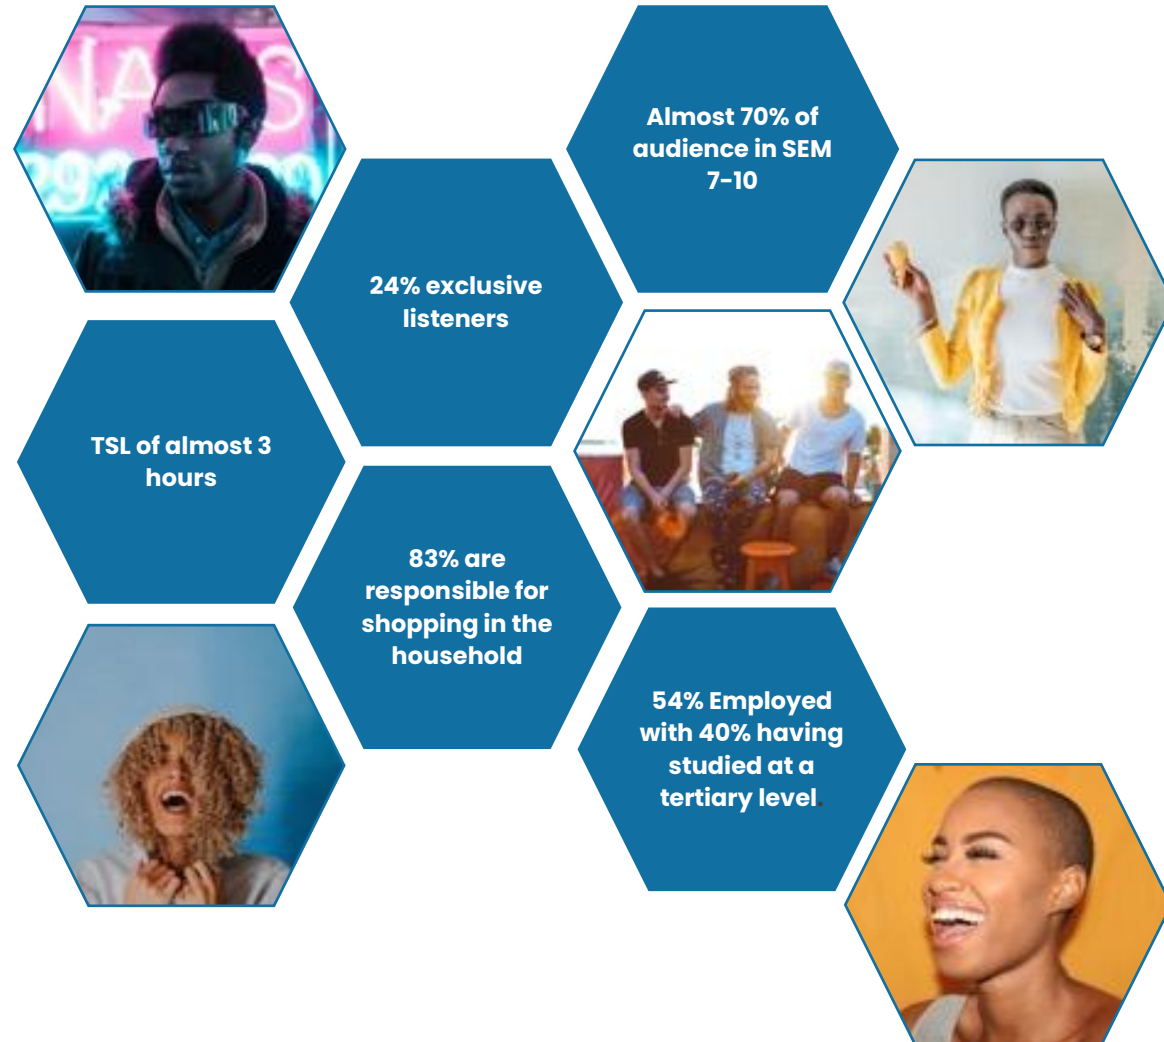 NAILS
Almost 70% of
audience in SEM
7-10
24% exclusive
listeners
TSL of almost 3
hours
83% are
responsible for
shopping in the
household
54% Employed
with 40% having
studied at a
tertiary level.